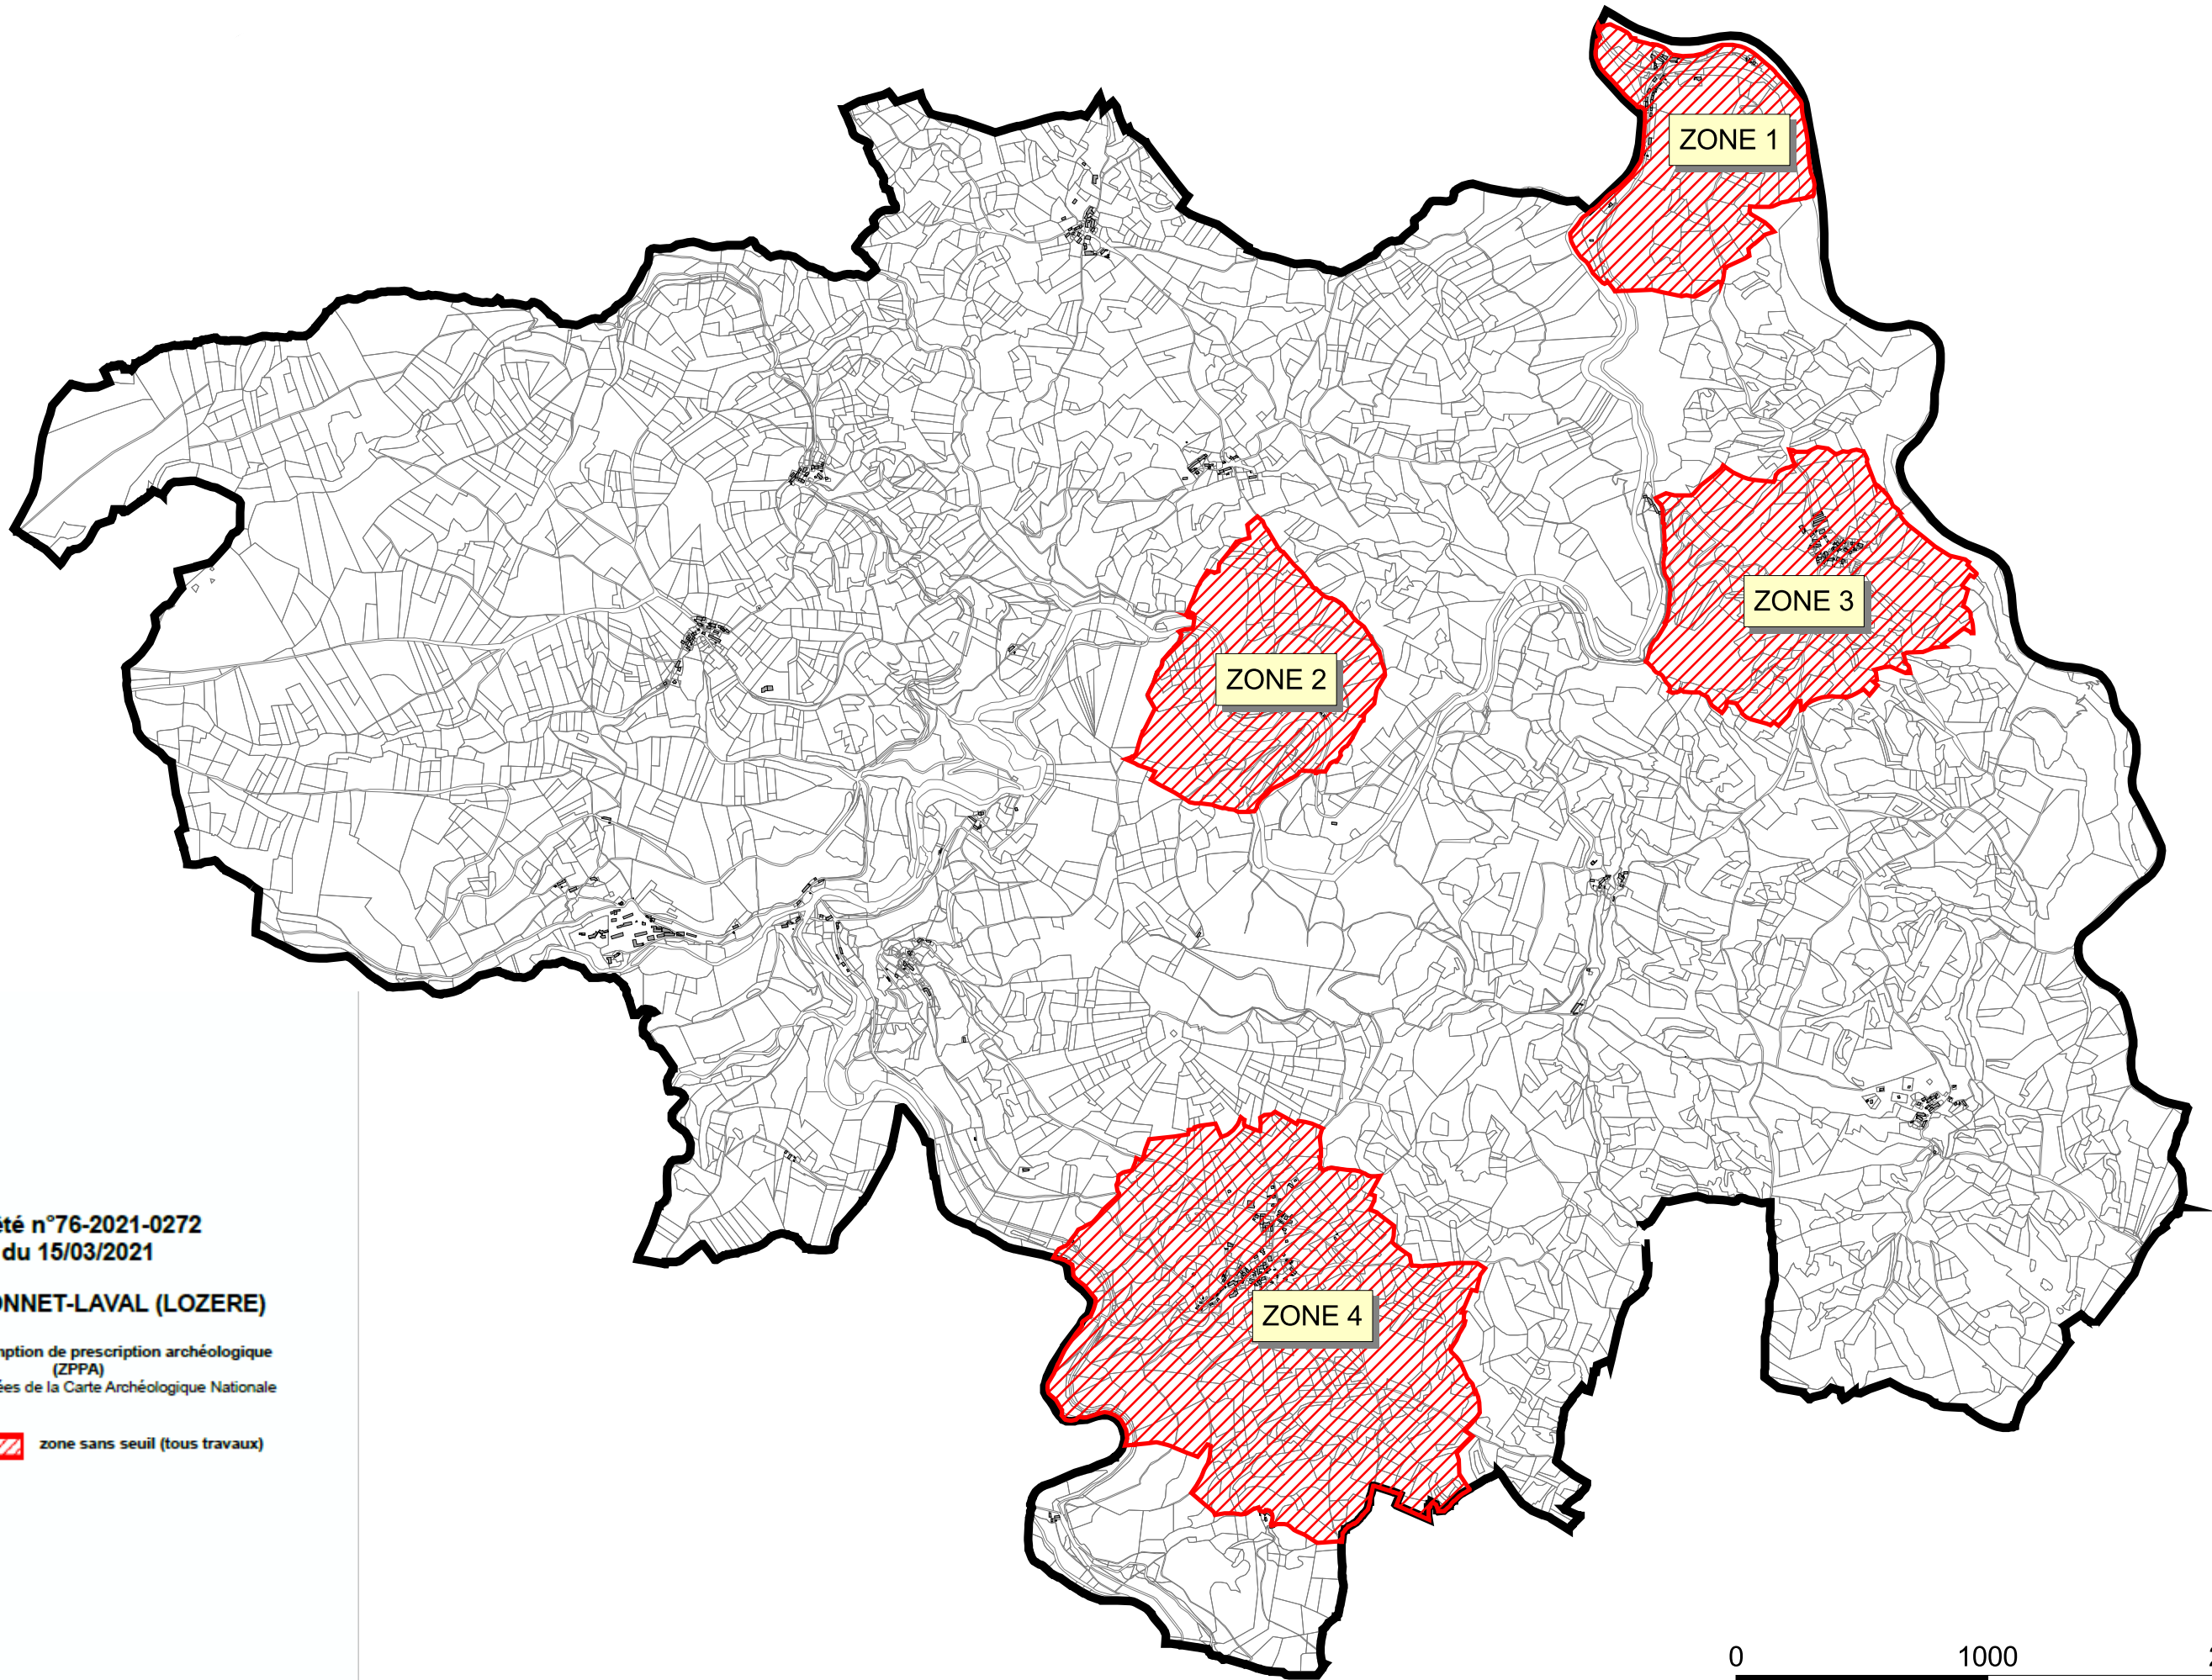 ZONE 1
ZONE 3
ZONE 2
ZONE 4
été n°76-2021-0272
du 15/03/2021
ONNET-LAVAL (LOZERE)
ption de prescription archéologique
(ZPPA)
ées de la Carte Archéologique Nationale
zone sans seuil (tous travaux)
0 1000